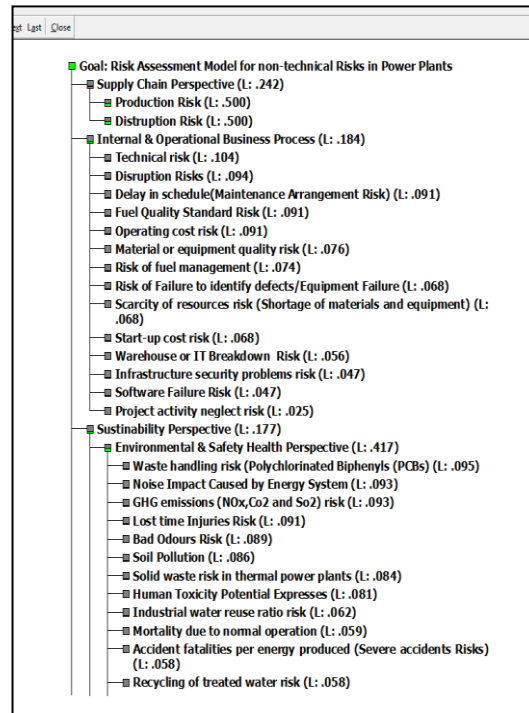 ext Last Close
Goal: Risk Assessment Model for non-technical Risks in Power Plants
Supply Chain Perspective (L: .242)
Production Risk (L: .500)
Distruption Risk (L: .500)
Internal & Operational Business Process (L: .184)
Technical risk (L: .104)
Disruption Risks (L: .094)
Delay in schedule(Maintenance Arrangement Risk) (L: .091)
Fuel Quality Standard Risk (L: .091)
Operating cost risk (L: .091)
Material or equipment quality risk (L: .076)
Risk of fuel management (L: .074)
Risk of Failure to identify defects/Equipment Failure (L: .068)
Scarcity of resources risk (Shortage of materials and equipment) (L:
.068)
Start-up cost risk (L: .068)
Warehouse or IT Breakdown Risk (L: .056)
Infrastructure security problems risk (L: .047)
Software Failure Risk (L: .047)
Project activity neglect risk (L: .025)
Sustinability Perspective (L: .177)
Environmental & Safety Health Perspective (L: .417)
Waste handling risk (Polychlorinated Biphenyls (PCBs) (L: .095)
Noise Impact Caused by Energy System (L: .093)
GHG emissions (NOx,Co2 and So2) risk (L: .093)
Lost time Injuries Risk (L: .091)
Bad Odours Risk (L: .089)
Soil Pollution (L: .086)
Solid waste risk in thermal power plants (L: .084)
Human Toxicity Potential Expresses (L: .081)
Industrial water reuse ratio risk (L: .062)
Mortality due to normal operation (L: .059)
Accident fatalities per energy produced (Severe accidents Risks)
(L: .058)
Recycling of treated water risk (L: .058)